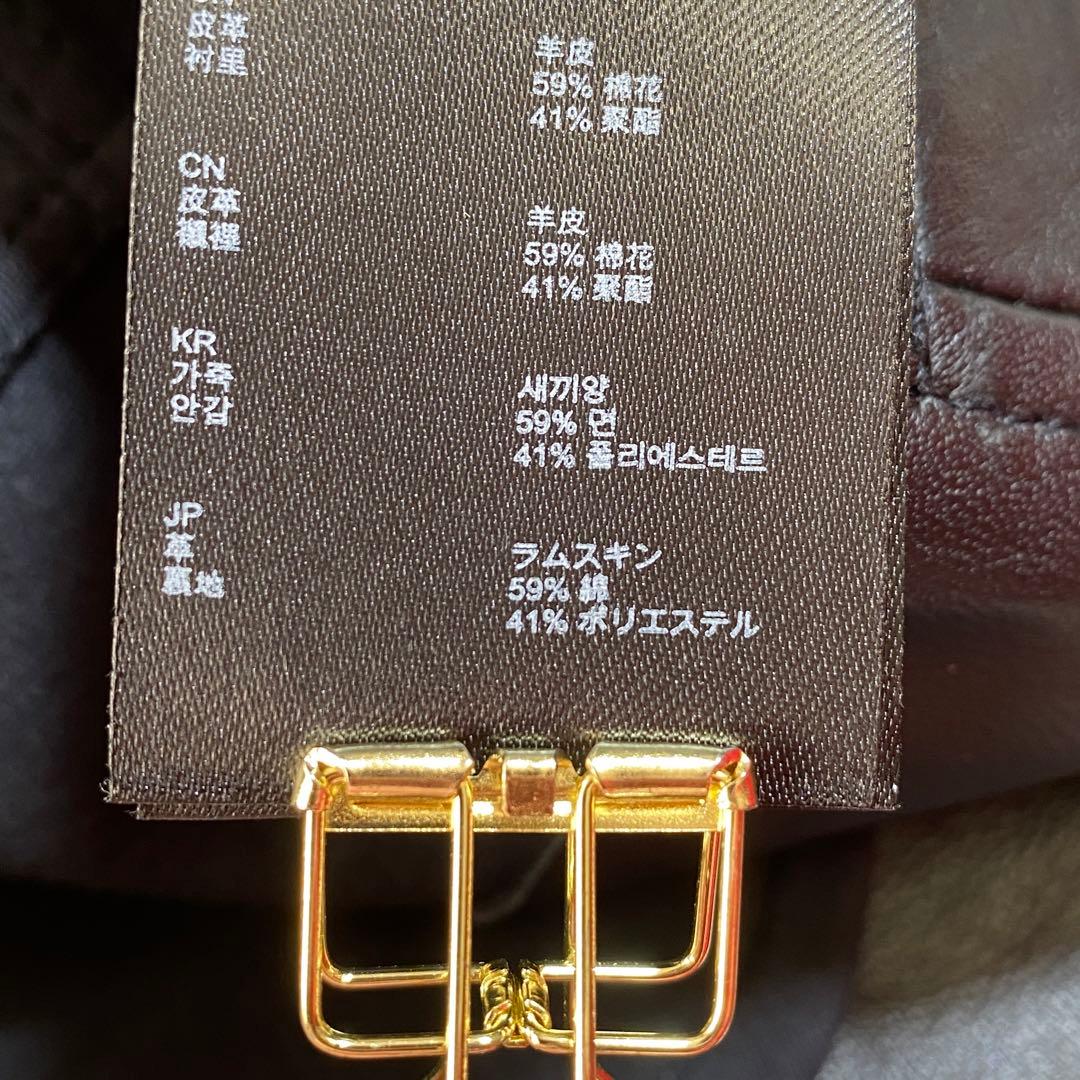 皮革
衬里
羊皮
59% 棉花
41% 聚酯
CN
皮革
襯裡
羊皮
59% 棉花
41% 聚酯
KR
가죽
안감
새끼양
59% 면
41% 폴리에스테르
JP
革
裏地
ラムスキン
59% 綿
41% ポリエステル